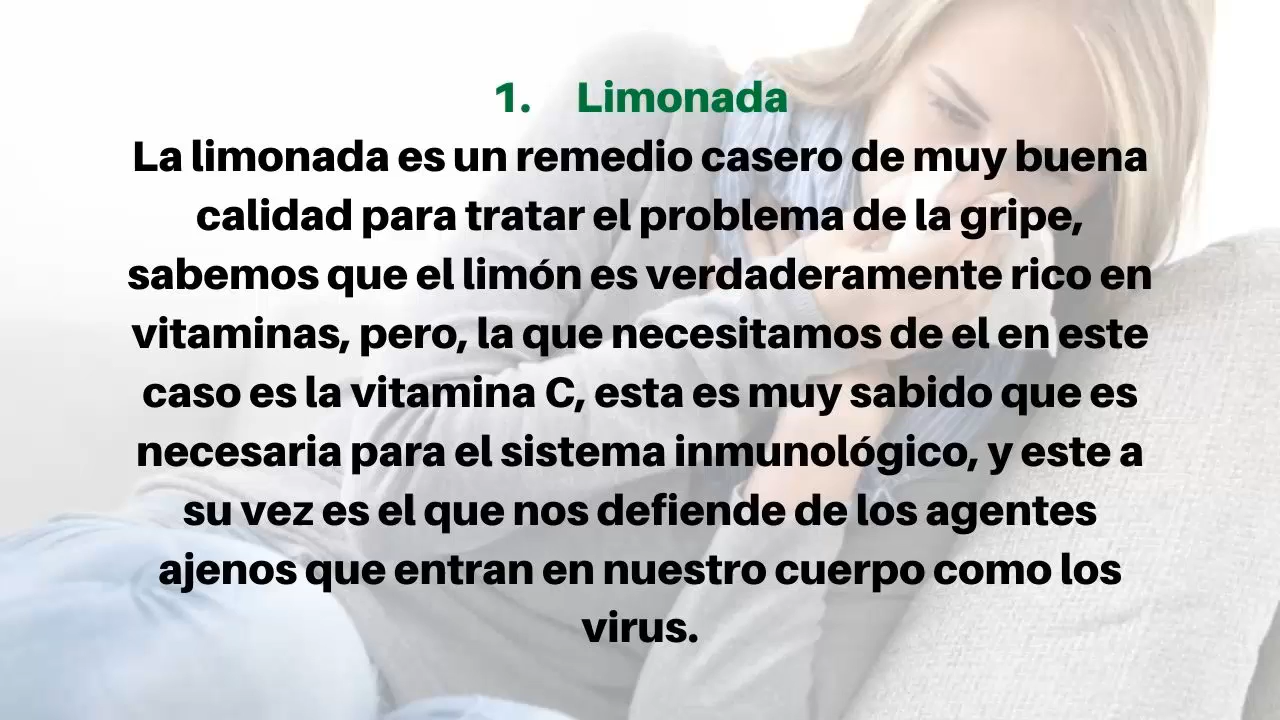 1. Limonada
La limonada es un remedio casero de muy buena
calidad para tratar el problema de la gripe,
sabemos que el limón es verdaderamente rico en
vitaminas, pero, la que necesitamos de el en este
caso es la vitamina C, esta es muy sabido que es
necesaria para el sistema inmunológico, y este a
su vez es el que nos defiende de los agentes
ajenos que entran en nuestro cuerpo como los
virus.